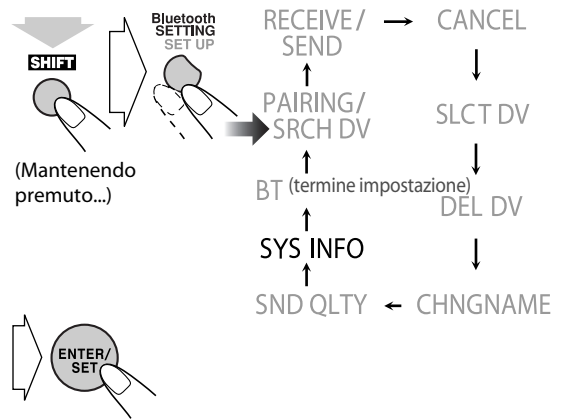 SHIFT
(Mantenendo
premuto...)
Bluetooth
SETTING
SET UP
RECEIVE/
SEND
CANCEL
PAIRING/
SRCH DV
SLCT DV
BT (termine impostazione)
DEL DV
SYS INFO
SND QLTY
CHNGNAME
ENTER/
SET